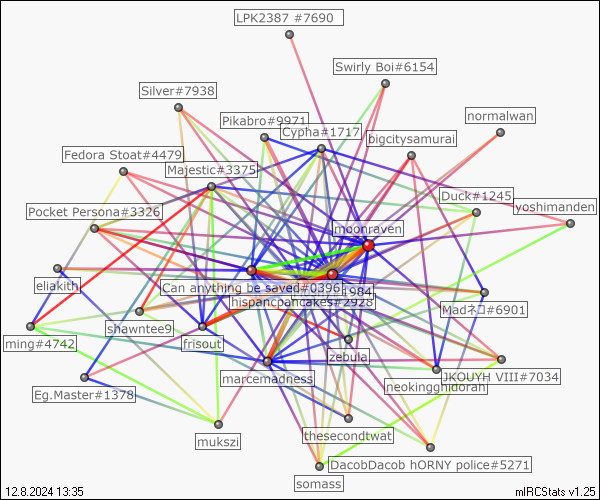 LPK2387 #7690
Swirly Boi#6154
Silver#7938
normalwan
Pikabro#9971
Cypha#1717
bigcitysamurai
Fedora Stoat#4479
Majestic#3375
Duck#1245
yoshimanden
Pocket Persona#3326
moonraven
eliakith
Can anything be saved#0396
1984
hispancpancakes#2928
Madネコ#6901
shawntee9
ming#4742
frisout
zebula
JKOUYH VIII#7034
marcemadness
neokingghidorah
Eg.Master#1378
mukszi
thesecondtwat
DacobDacob hORNY police#5271
somass
12.8.2024 13:35
mIRCStats v1.25